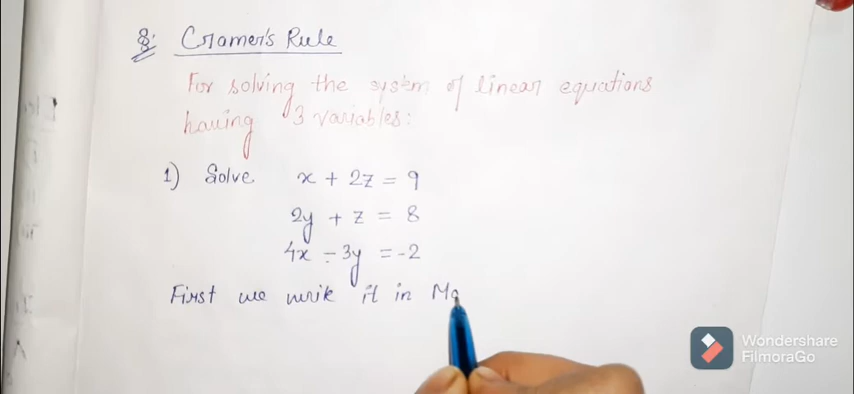 Q: Cramer's Rule
For solving the system of linear equations
having 3 variables:
1) Solve x + 2z = 9
2y + z = 8
4x - 3y = -2
First we write it in Ma
Wondershare
FilmoraGo